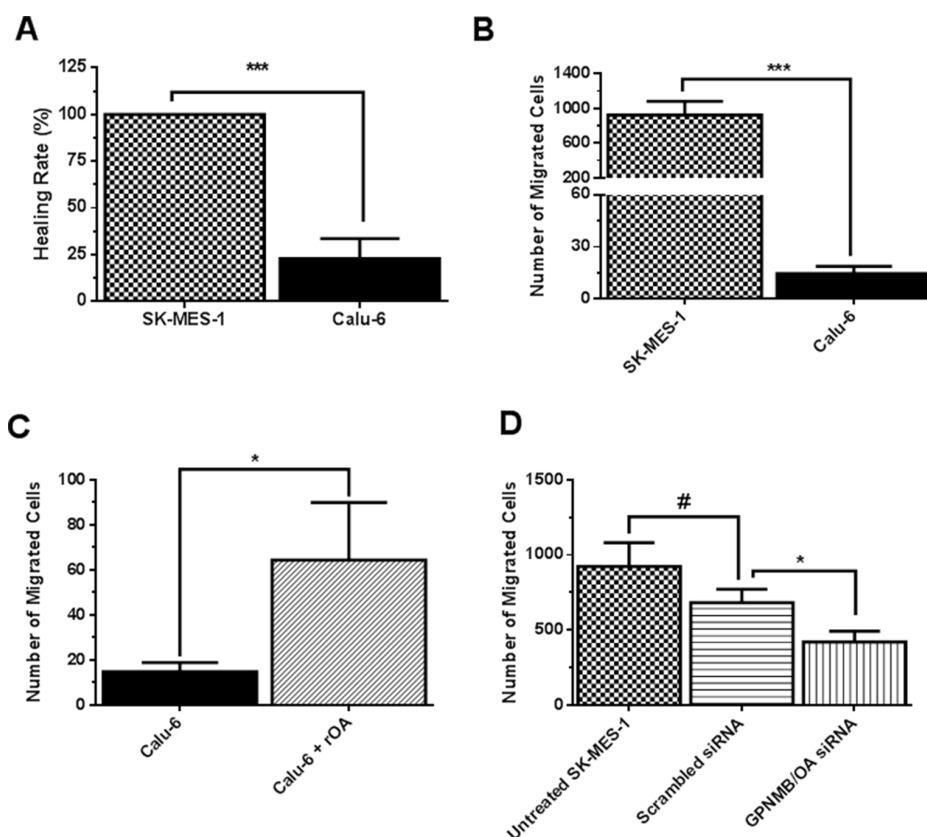 A
Healing Rate (%)
125
100
75
50
25
0
***
SK-MES-1
Calu-6
B
Number of Migrated Cells
1400
1000
600
200
60
30
0
***
SK-MES-1
Calu-6
C
Number of Migrated Cells
100
80
60
40
20
0
*
Calu-6
Calu-6 + rOA
D
Number of Migrated Cells
1500
1000
500
0
#
*
Untreated SK-MES-1
Scrambled siRNA
GPNMB/OA siRNA